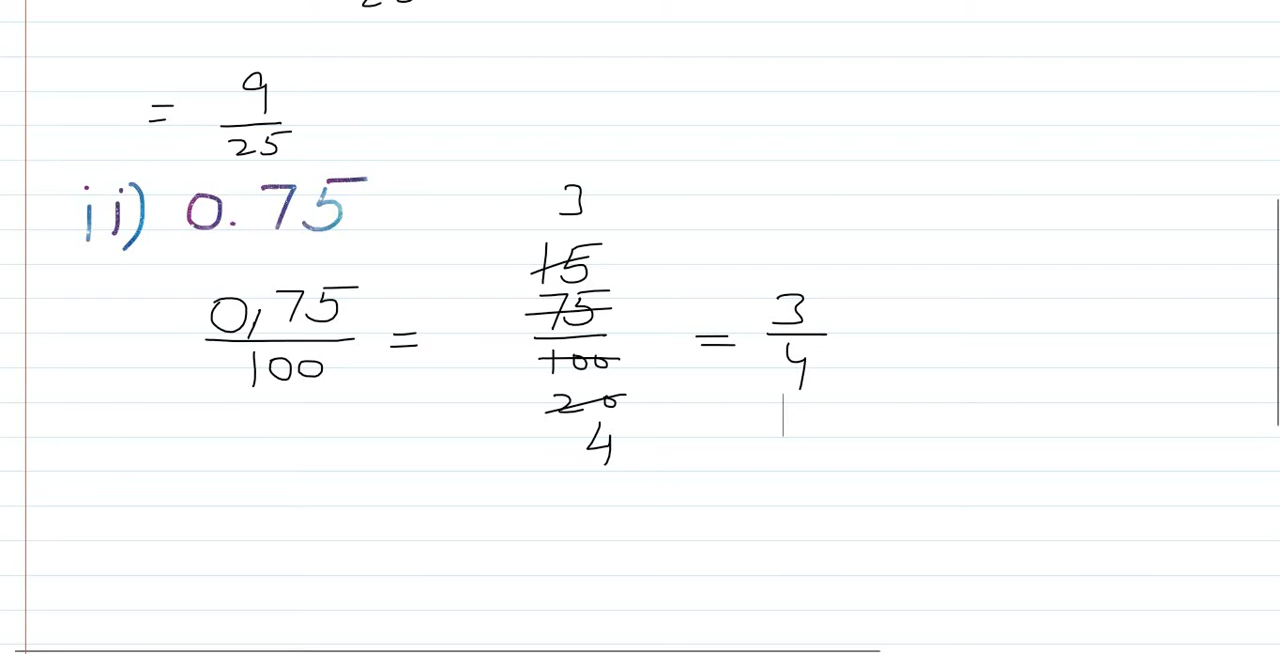 = 9/25
ii) 0.75
0,75/100 = 3 15 75/100 20 4 = 3/4